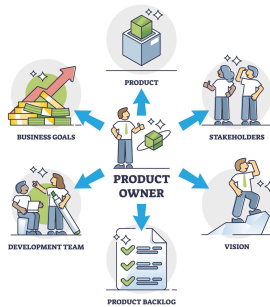 PRODUCT
BUSINESS GOALS
STAKEHOLDERS
PRODUCT
OWNER
DEVELOPMENT TEAM
VISION
PRODUCT BACKLOG